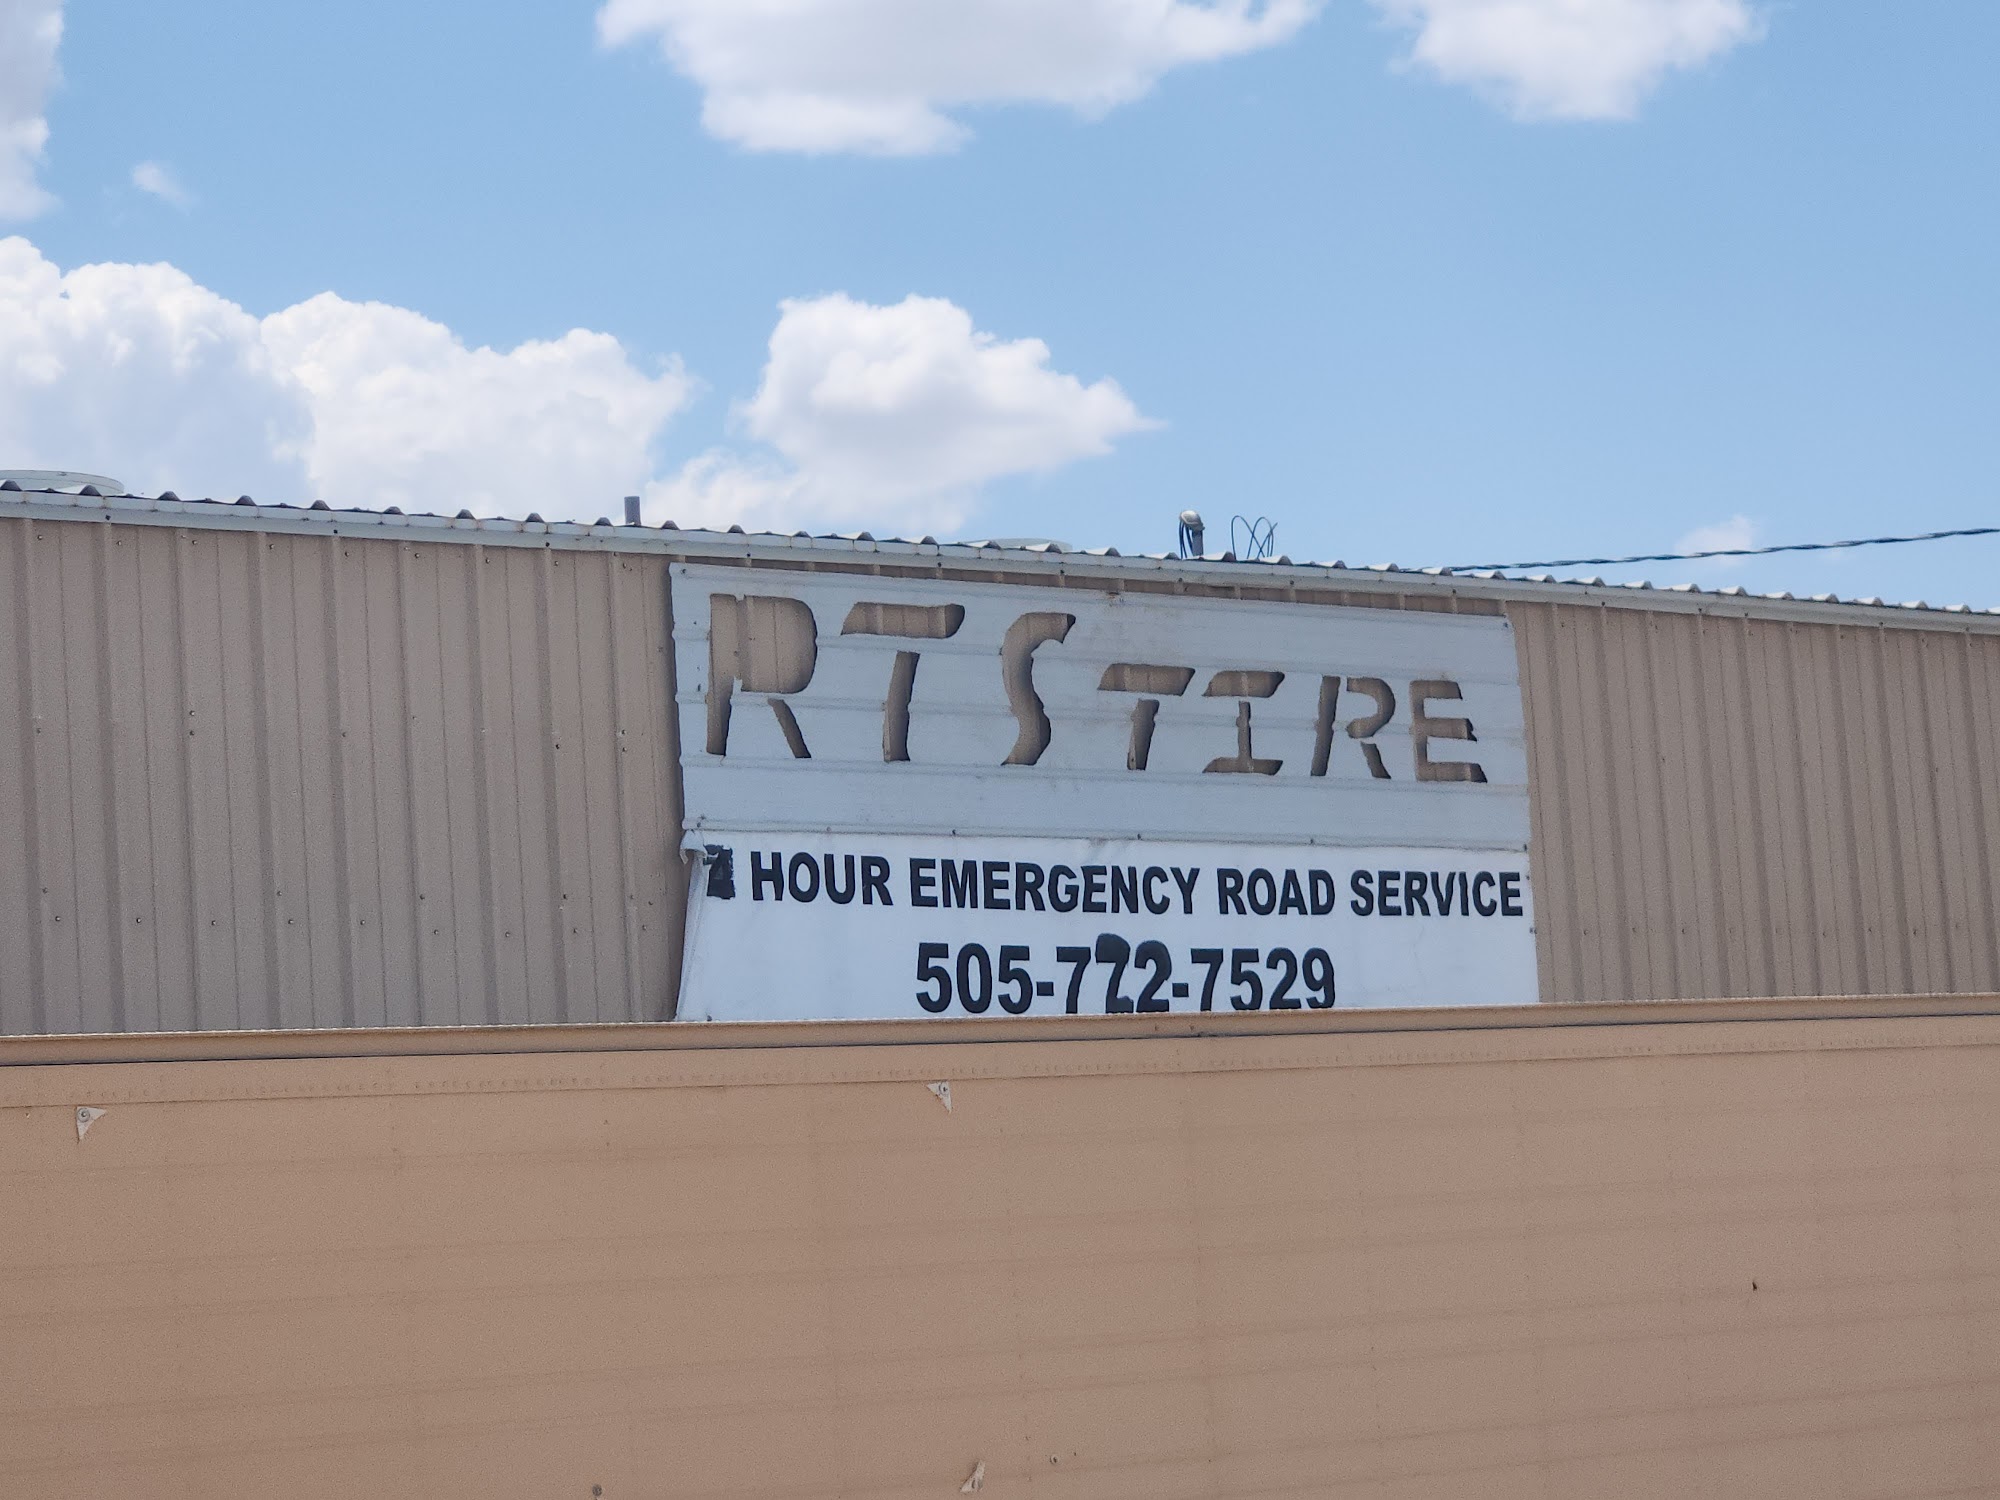 RTS TIRE
HOUR EMERGENCY ROAD SERVICE
505-722-7529